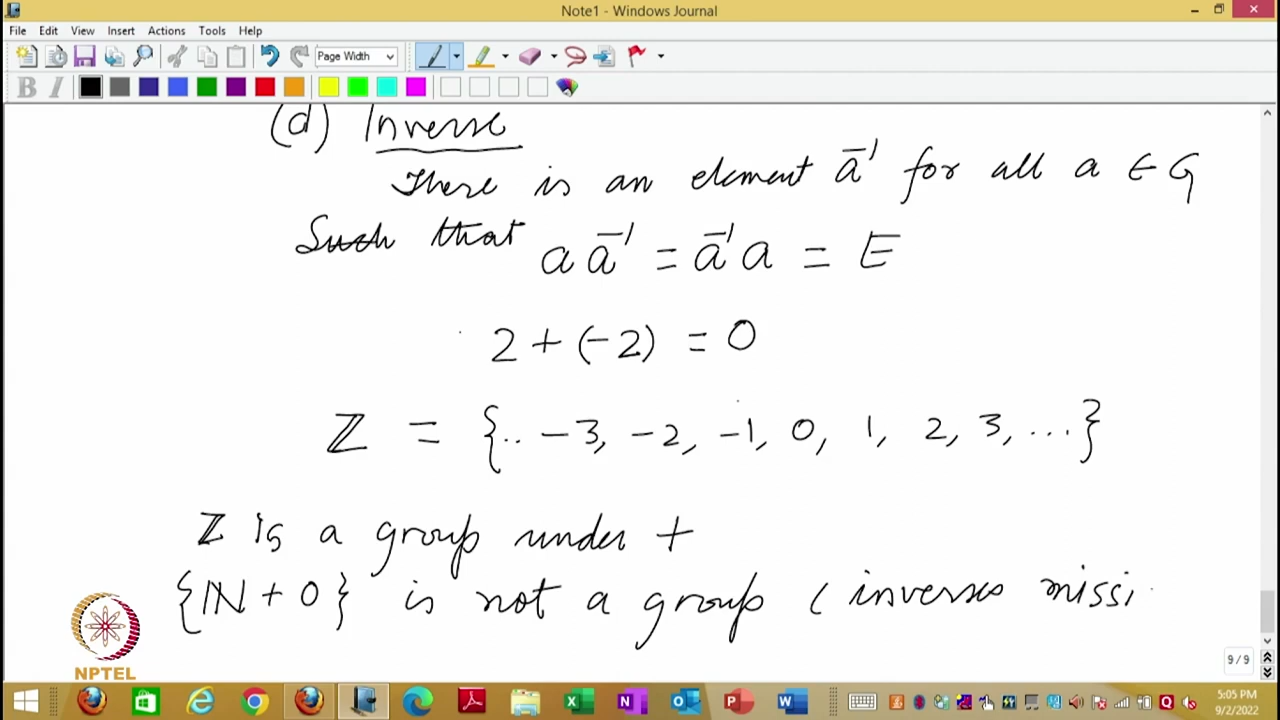 Note1 - Windows Journal
File Edit View Insert Actions Tools Help
Page Width
B I
(d) Inverse
There is an element a⁻¹ for all a ∈ G
Such that a a⁻¹ = a⁻¹ a = E
2 + (-2) = 0
ℤ = {.. -3, -2, -1, 0, 1, 2, 3, ...}
ℤ is a group under +
{ℕ + 0} is not a group ( inverses missi
NPTEL
9 / 9
5:05 PM
9/2/2022